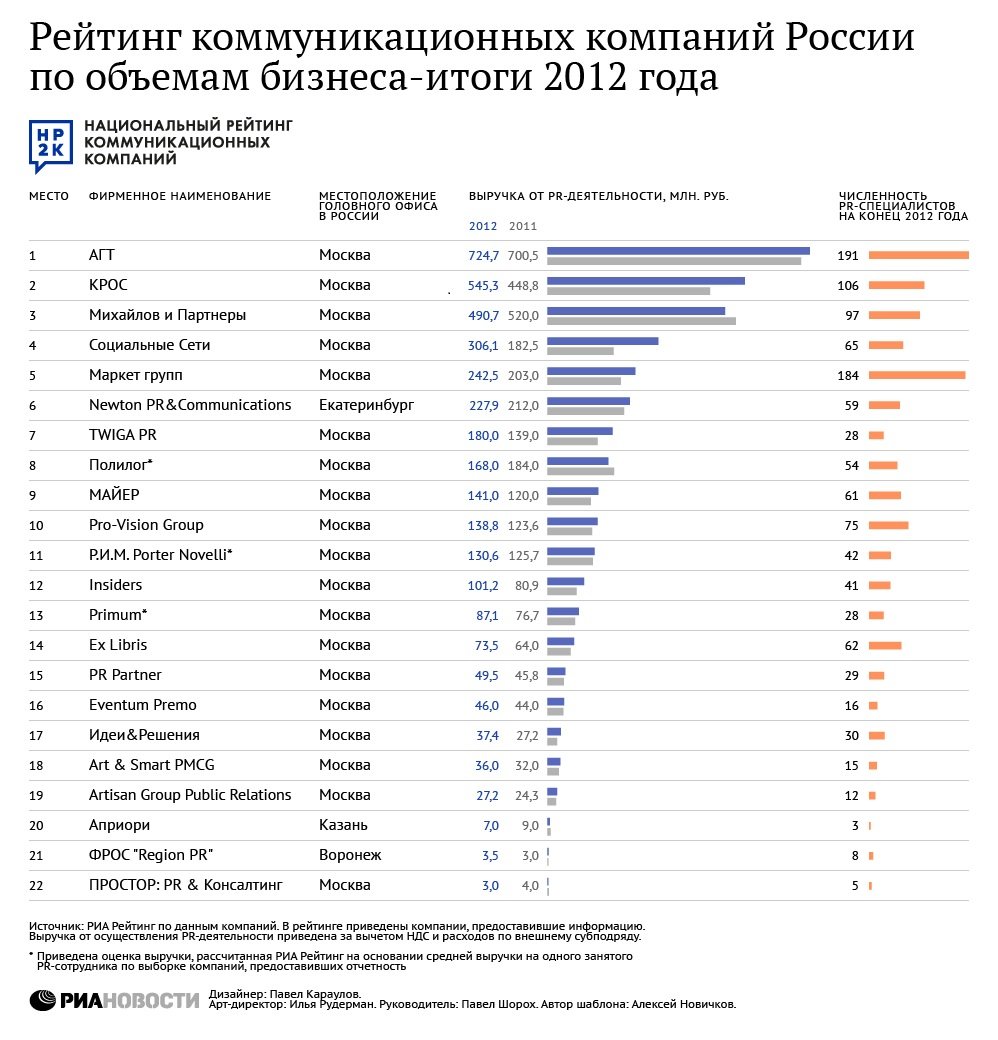 Рейтинг коммуникационных компаний России
по объемам бизнеса-итоги 2012 года
НР
2К
НАЦИОНАЛЬНЫЙ РЕЙТИНГ
КОММУНИКАЦИОННЫХ
КОМПАНИЙ
МЕСТО ФИРМЕННОЕ НАИМЕНОВАНИЕ МЕСТОПОЛОЖЕНИЕ
ГОЛОВНОГО ОФИСА
В РОССИИ
ВЫРУЧКА ОТ PR-ДЕЯТЕЛЬНОСТИ, МЛН. РУБ.
2012 2011
ЧИСЛЕННОСТЬ
PR-СПЕЦИАЛИСТОВ
НА КОНЕЦ 2012 ГОДА
1 АГТ Москва 724,7 700,5 191
2 КРОС Москва 545,3 448,8 106
3 Михайлов и Партнеры Москва 490,7 520,0 97
4 Социальные Сети Москва 306,1 182,5 65
5 Маркет групп Москва 242,5 203,0 184
6 Newton PR&Communications Екатеринбург 227,9 212,0 59
7 TWIGA PR Москва 180,0 139,0 28
8 Полилог* Москва 168,0 184,0 54
9 МАЙЕР Москва 141,0 120,0 61
10 Pro-Vision Group Москва 138,8 123,6 75
11 Р.И.М. Porter Novelli* Москва 130,6 125,7 42
12 Insiders Москва 101,2 80,9 41
13 Primum* Москва 87,1 76,7 28
14 Ex Libris Москва 73,5 64,0 62
15 PR Partner Москва 49,5 45,8 29
16 Eventum Premo Москва 46,0 44,0 16
17 Идеи&Решения Москва 37,4 27,2 30
18 Art & Smart PMCG Москва 36,0 32,0 15
19 Artisan Group Public Relations Москва 27,2 24,3 12
20 Априори Казань 7,0 9,0 3
21 ФРОС "Region PR" Воронеж 3,5 3,0 8
22 ПРОСТОР: PR & Консалтинг Москва 3,0 4,0 5
Источник: РИА Рейтинг по данным компаний. В рейтинге приведены компании, предоставившие информацию.
Выручка от осуществления PR-деятельности приведена за вычетом НДС и расходов по внешнему субподряду.
* Приведена оценка выручки, рассчитанная РИА Рейтинг на основании средней выручки на одного занятого
PR-сотрудника по выборке компаний, предоставивших отчетность
РИАНОВОСТИ
Дизайнер: Павел Караулов.
Арт-директор: Илья Рудерман. Руководитель: Павел Шорох. Автор шаблона: Алексей Новичков.